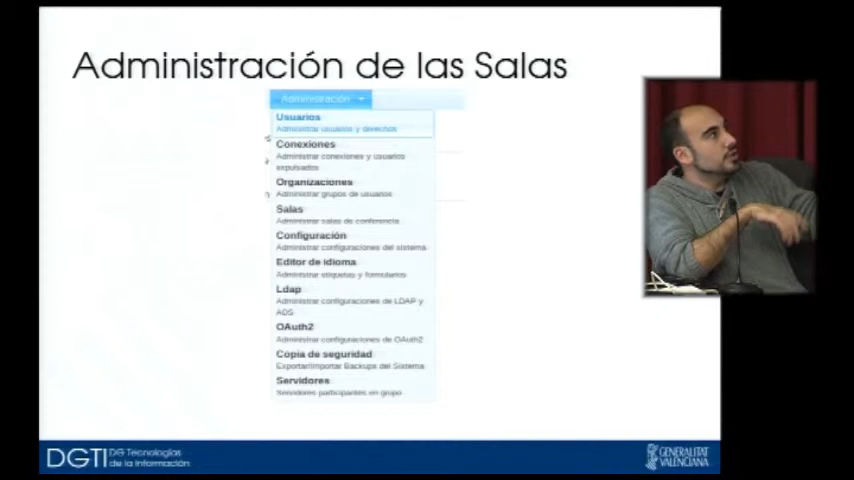 Administración de las Salas
Administración
Usuarios
Administrar usuarios y derechos
Conexiones
Administrar conexiones y usuarios
expulsados
Organizaciones
Administrar grupos de usuarios
Salas
Administrar salas de conferencia
Configuración
Administrar configuraciones del sistema
Editor de idioma
Administrar etiquetas y formularios
Ldap
Administrar configuraciones de LDAP y
ADS
OAuth2
Administrar configuraciones de OAuth2
Copia de seguridad
Exportar/Importar Backups del Sistema
Servidores
Servidores participantes en grupo
DGTI
DG Tecnologías
de la Información
GENERALITAT
VALENCIANA